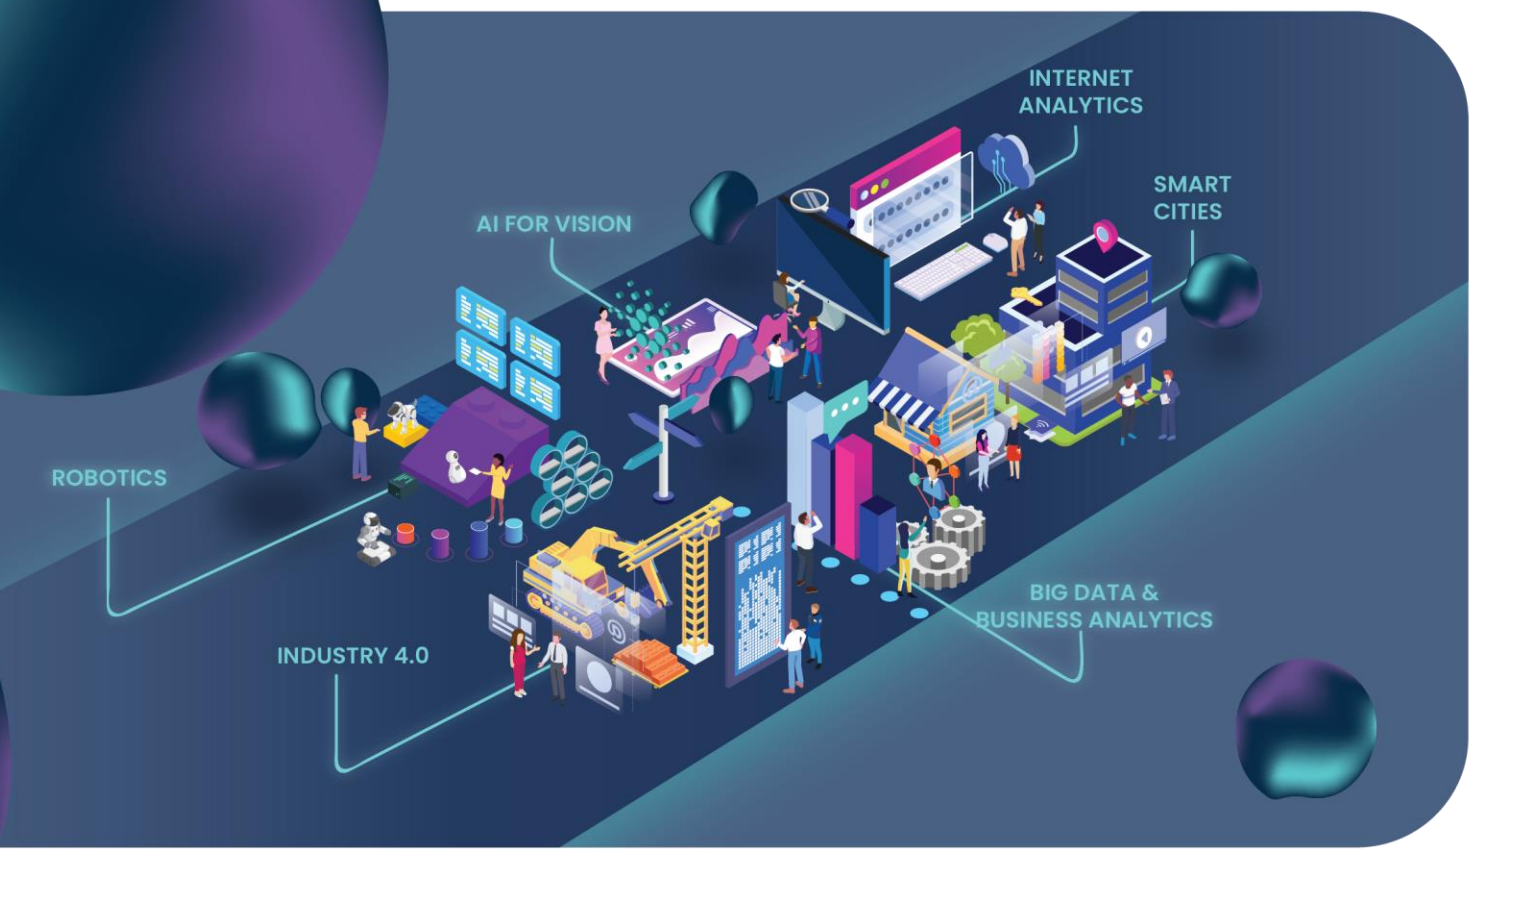 INTERNET
ANALYTICS
SMART
CITIES
AI FOR VISION
ROBOTICS
BIG DATA &
BUSINESS ANALYTICS
INDUSTRY 4.0